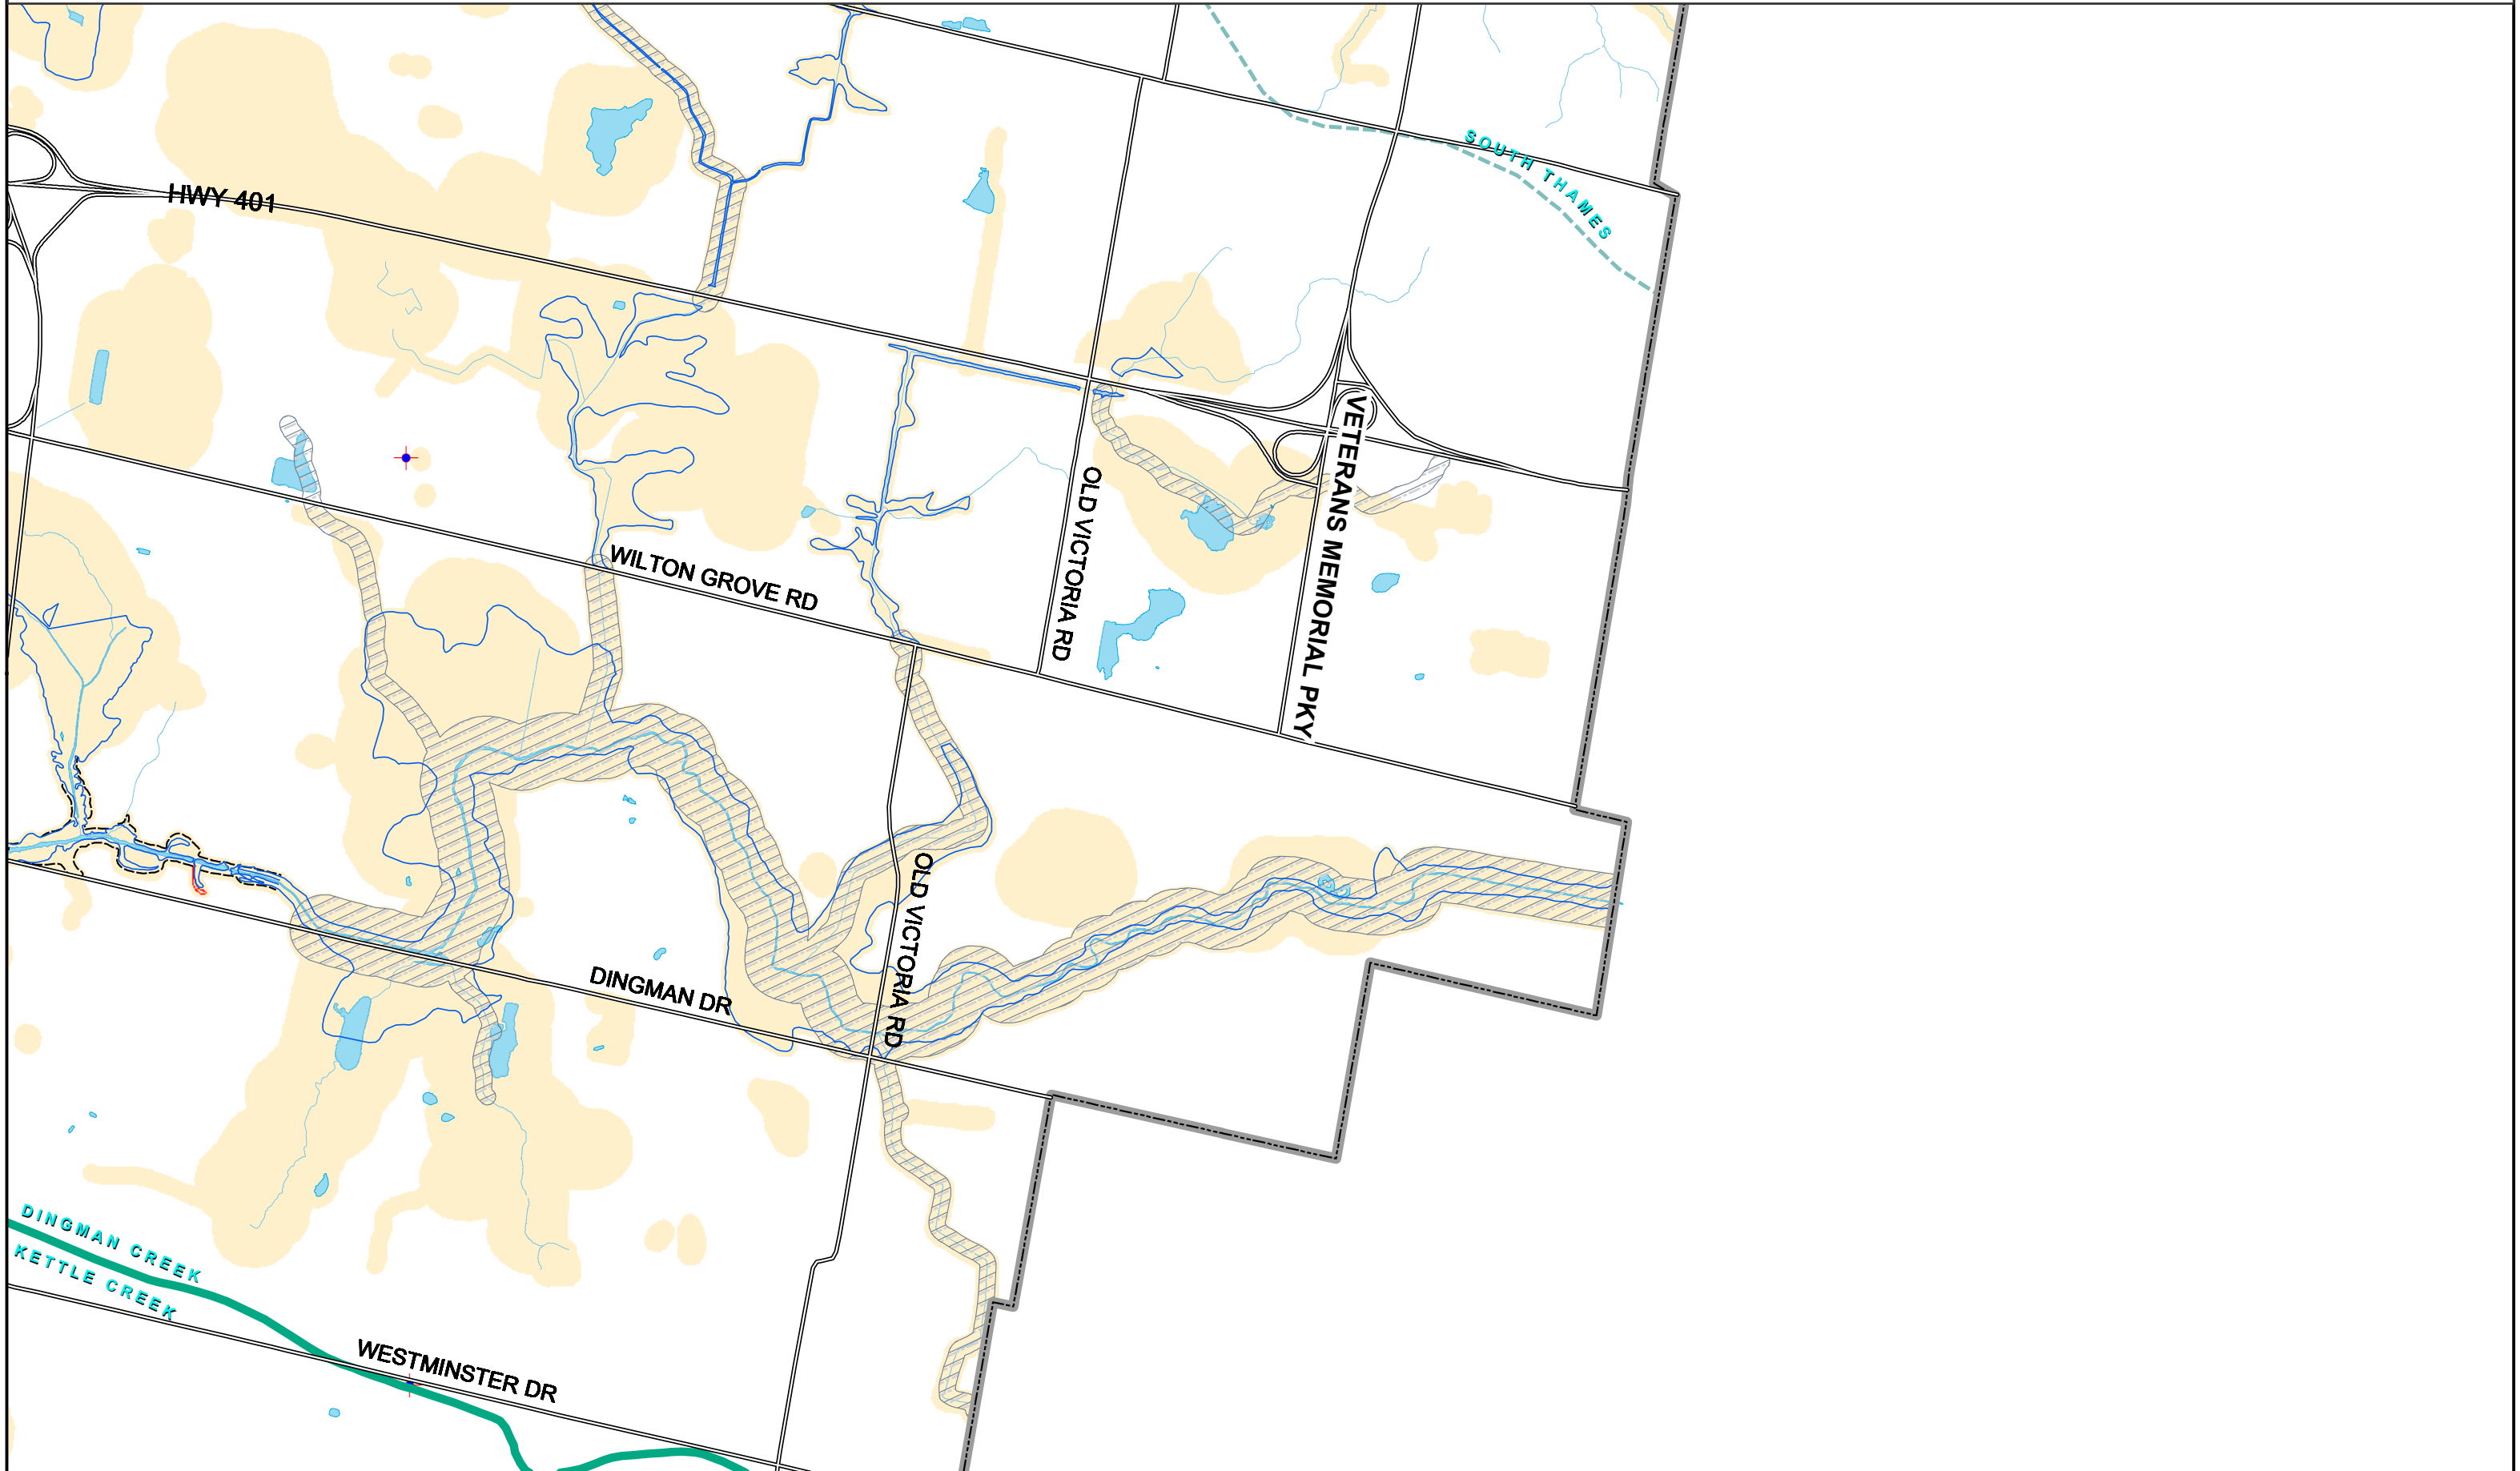 SOUTH THAMES
HWY 401
VETERANS MEMORIAL PKY
OLD VICTORIA RD
WILTON GROVE RD
OLD VICTORIA RD
DINGMAN DR
DINGMAN CREEK
KETTLE CREEK
WESTMINSTER DR